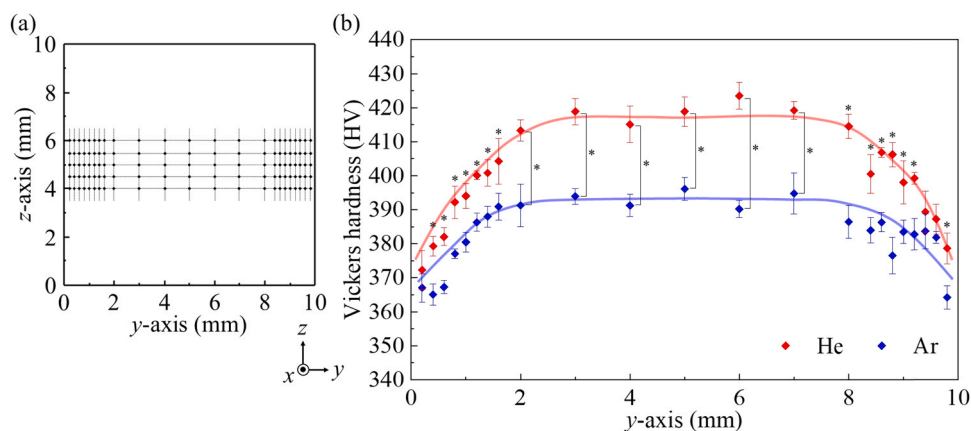 (a)
10
8
6
4
2
0
z-axis (mm)
0 2 4 6 8 10
y-axis (mm)
z
x y
(b)
440
430
420
410
400
390
380
370
360
350
340
Vickers hardness (HV)
* * * * * * *
* * * * * *
* * * * * *
*
He Ar
0 2 4 6 8 10
y-axis (mm)